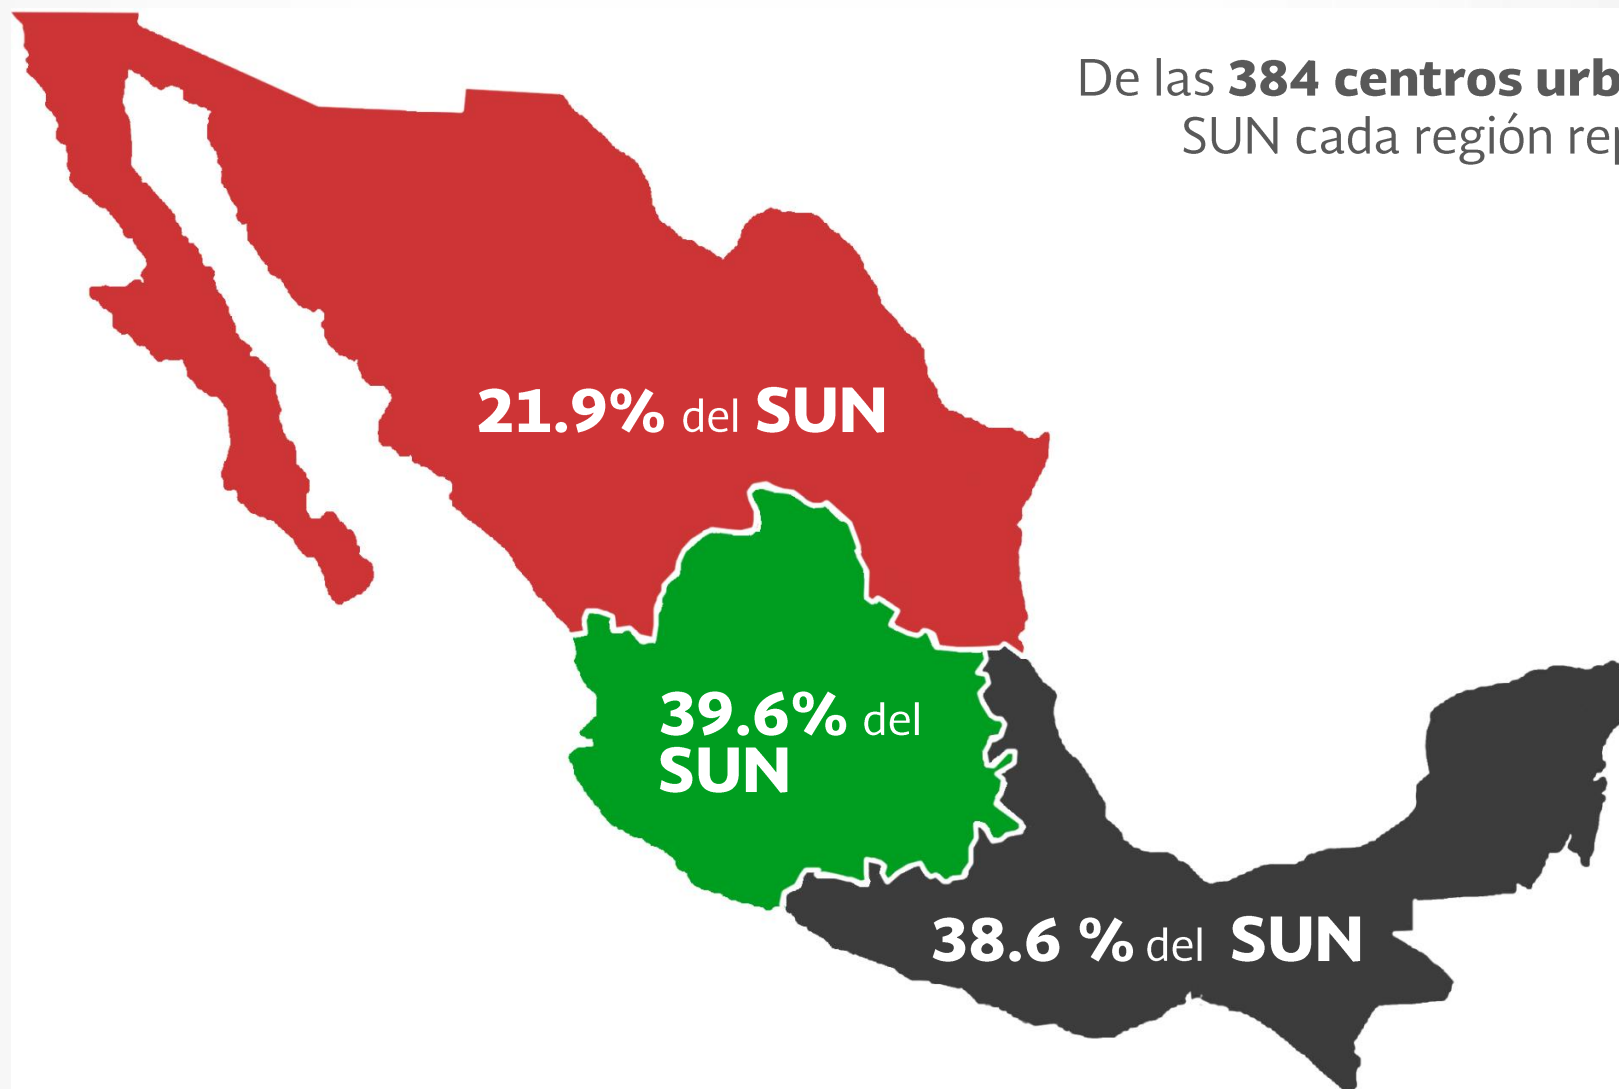 De las 384 centros urb
SUN cada región rep
21.9% del SUN
39.6% del
SUN
38.6 % del SUN